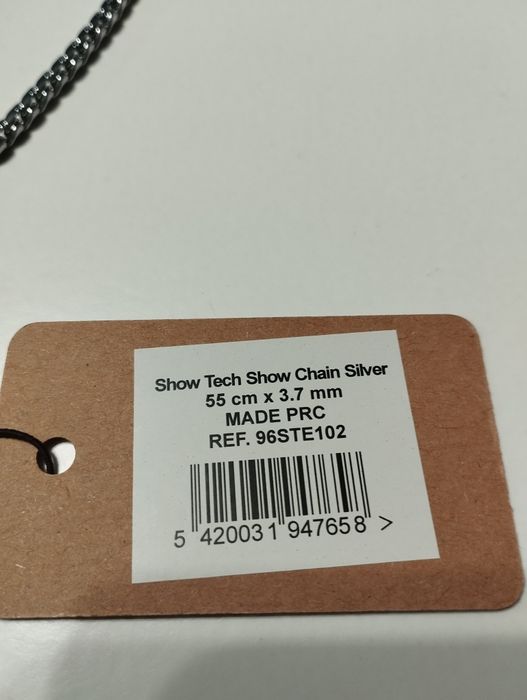 Show Tech Show Chain Silver
55 cm x 3.7 mm
MADE PRC
REF. 96STE102
5 420031 947658 >